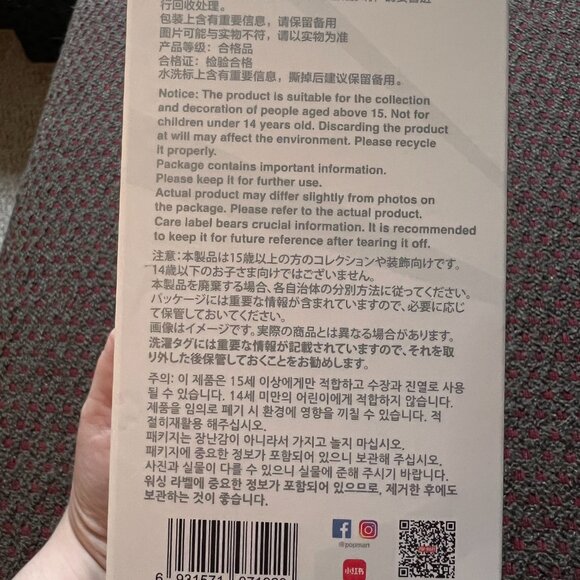 行回收处理。
包装上含有重要信息，请保留备用
图片可能与实物不符，请以实物为准
产品等级：合格品
合格证：检验合格
水洗标上含有重要信息，撕掉后建议保留备用。
Notice: The product is suitable for the collection
and decoration of people aged above 15. Not for
children under 14 years old. Discarding the product
at will may affect the environment. Please recycle
it properly.
Package contains important information.
Please keep it for further use.
Actual product may differ slightly from photos on
the package. Please refer to the actual product.
Care label bears crucial information. It is recommended
to keep it for future reference after tearing it off.
注意：本製品は15歳以上の方のコレクションや装飾向けです。
14歳以下のお子さま向けではございません。
本製品を廃棄する場合、各自治体の分別方法に従ってください。
パッケージには重要な情報が含まれていますので、必要に応じ
て保管しておいてください。
画像はイメージです。実際の商品とは異なる場合があります。
洗濯タグには重要な情報が記載されていますので、それを取
り外した後保管しておくことをお勧めします。
주의: 이 제품은 15세 이상에게만 적합하고 수장과 진열로 사용
될 수 있습니다. 14세 미만의 어린이에게 적합하지 않습니다.
제품을 임의로 폐기 시 환경에 영향을 끼칠 수 있습니다. 적
절히재활용 해주십시오.
패키지는 장난감이 아니라서 가지고 놀지 마십시오.
패키지에 중요한 정보가 포함되어 있으니 보관해 주십시오.
사진과 실물이 다를 수 있으니 실물에 준해 주시기 바랍니다.
워싱 라벨에 중요한 정보가 포함되어 있으므로, 제거한 후에도
보관하는 것이 좋습니다.
@popmart
小红书
6 931571